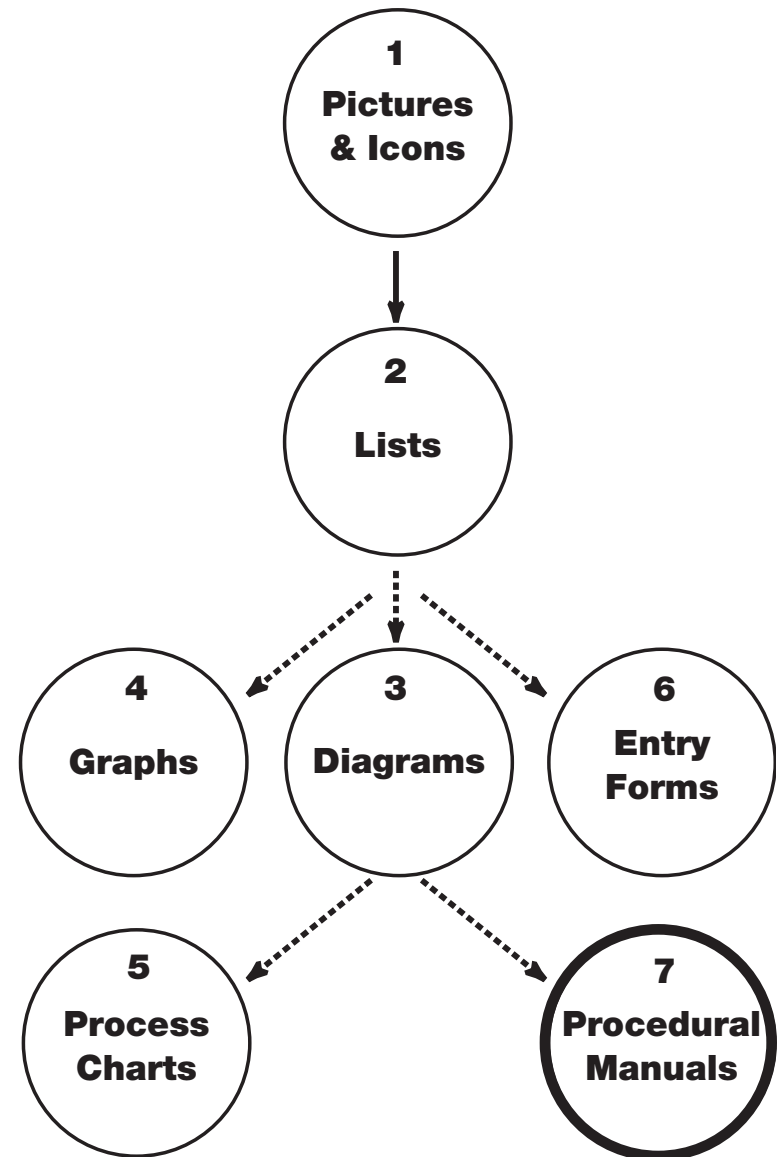 1
Pictures
& Icons
2
Lists
4
Graphs
3
Diagrams
6
Entry
Forms
5
Process
Charts
7
Procedural
Manuals